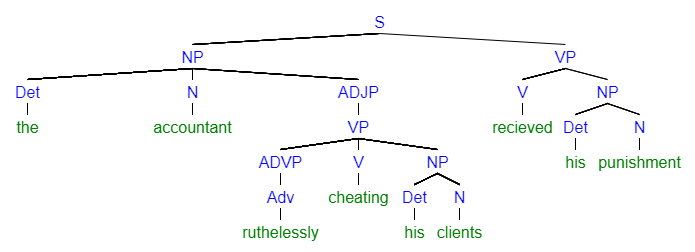 S
NP VP
Det N ADJP V NP
the accountant VP recieved Det N
ADVP V NP his punishment
Adv cheating Det N
ruthelessly his clients